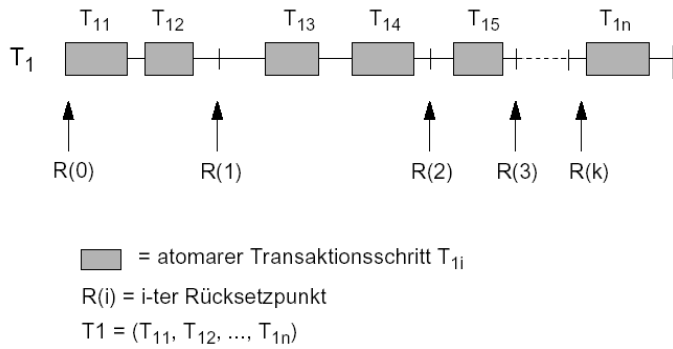 T11 T12 T13 T14 T15 T1n
T1
R(0) R(1) R(2) R(3) R(k)
= atomarer Transaktionsschritt T1i
R(i) = i-ter Rücksetzpunkt
T1 = (T11, T12, ..., T1n)